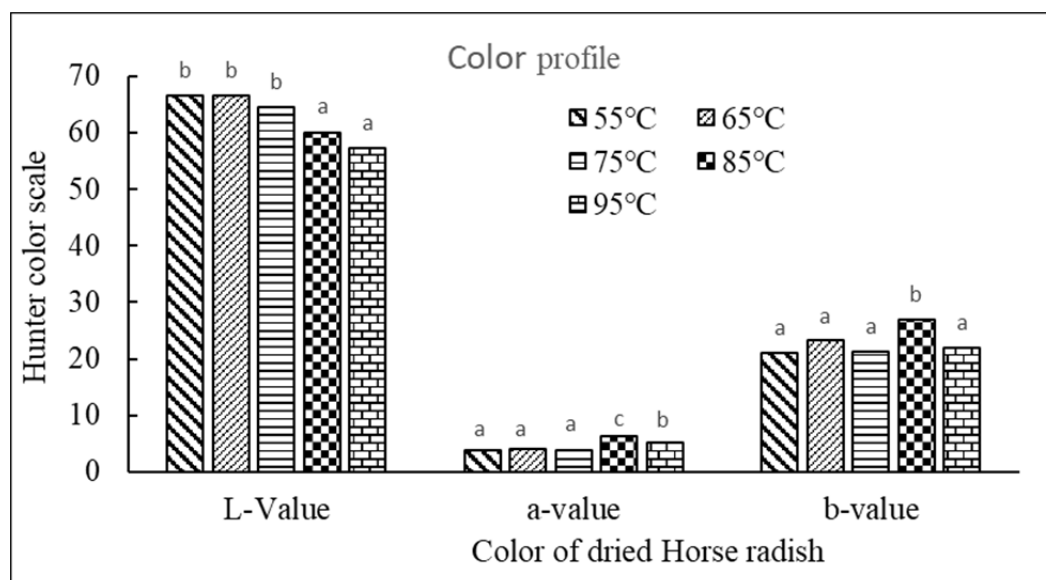 Color profile
70
60
50
40
30
20
10
0
Hunter color scale
b b b a a
a a a c b
a a a b a
55°C 65°C
75°C 85°C
95°C
L-Value a-value b-value
Color of dried Horse radish